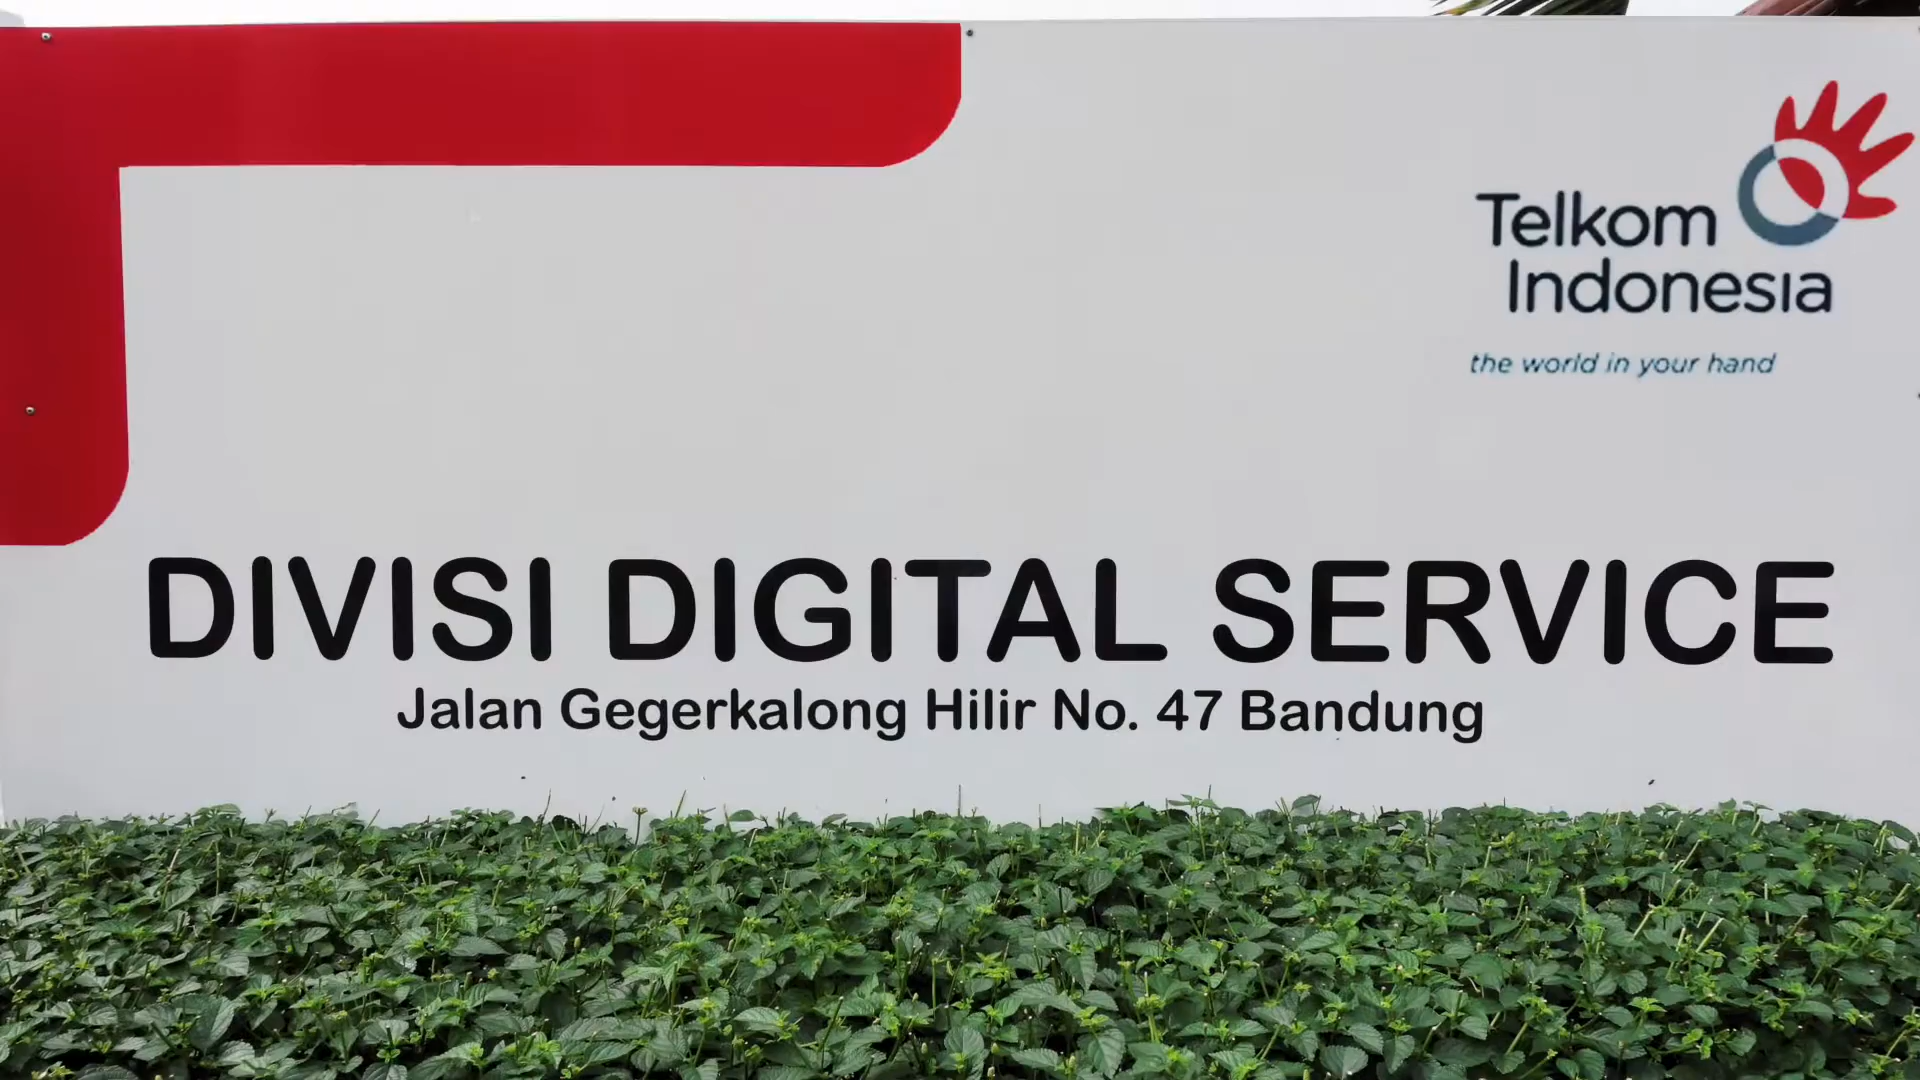 Telkom
Indonesia
the world in your hand
DIVISI DIGITAL SERVICE
Jalan Gegerkalong Hilir No. 47 Bandung